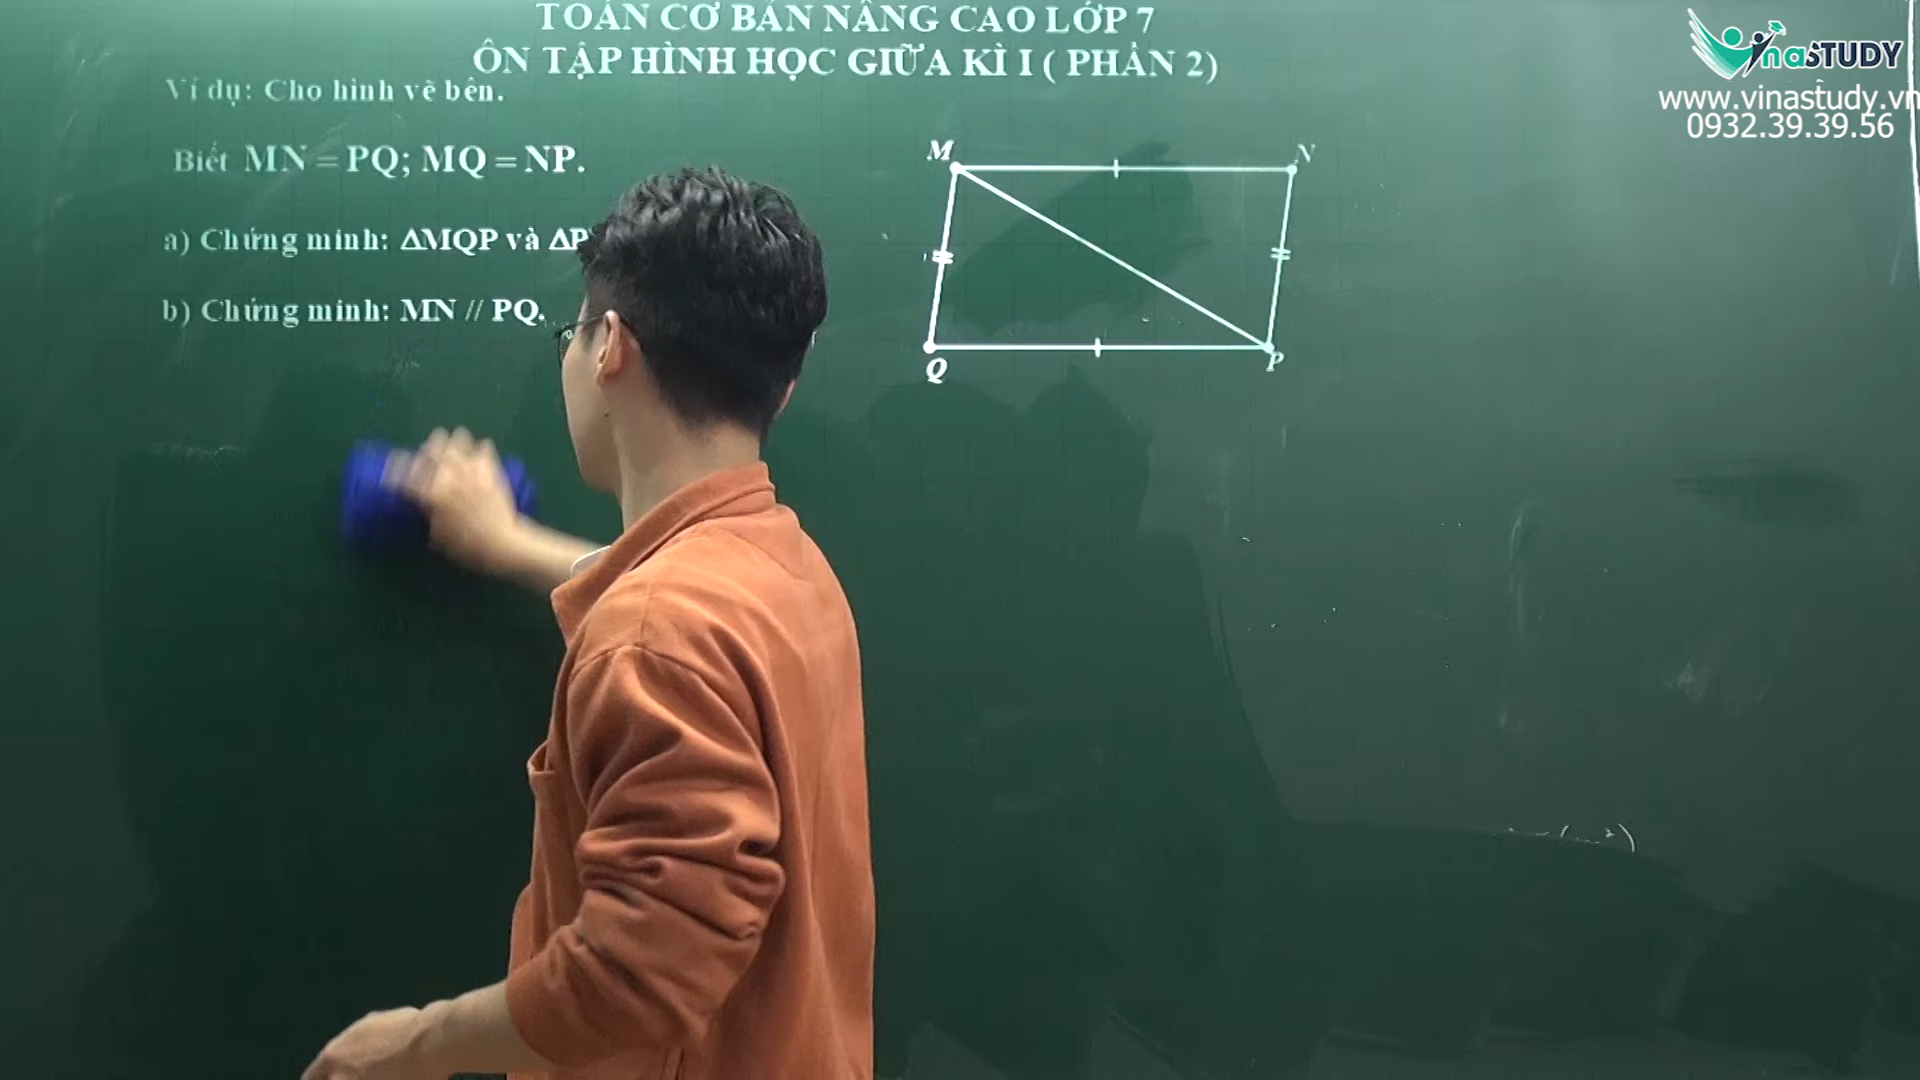 TOÁN CƠ BẢN NÂNG CAO LỚP 7
ÔN TẬP HÌNH HỌC GIỮA KÌ I ( PHẦN 2)
Ví dụ: Cho hình vẽ bên.
Biết MN = PQ; MQ = NP.
a) Chứng minh: ΔMQP và ΔP
b) Chứng minh: MN // PQ.
M
N
Q
P
VinaSTUDY
www.vinastudy.vn
0932.39.39.56